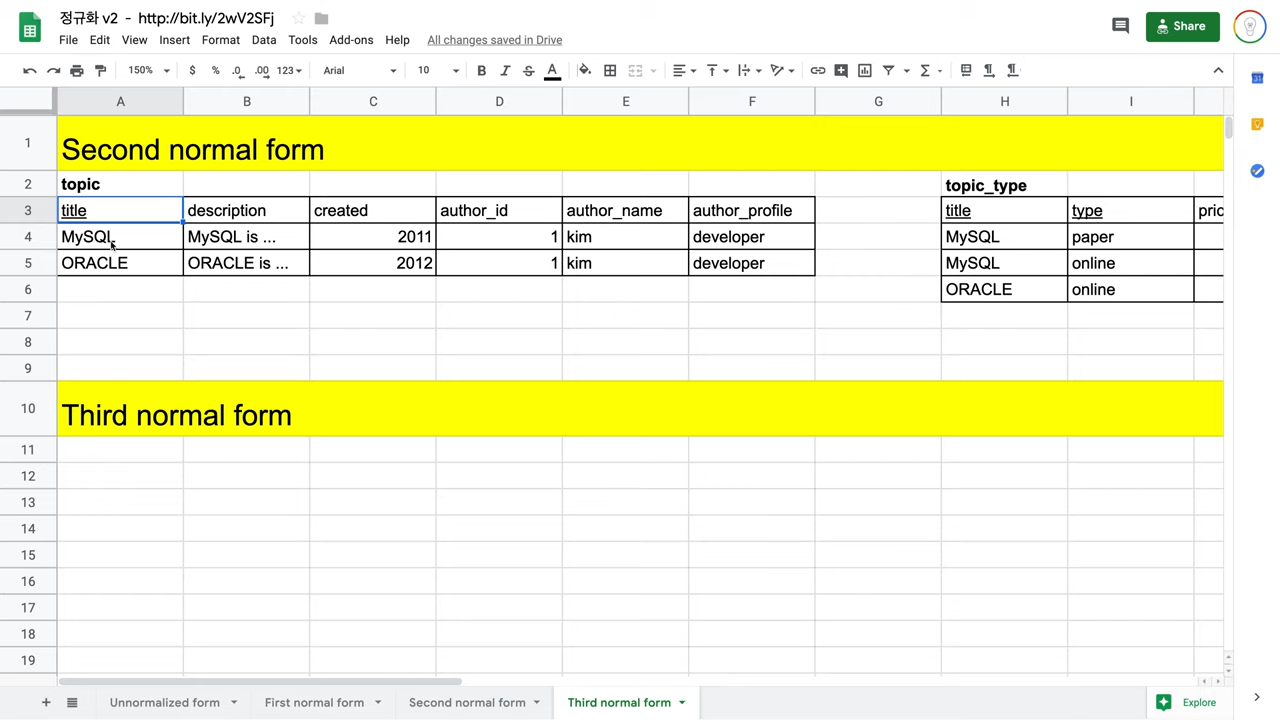 정규화 v2 - http://bit.ly/2wV2SFj
File Edit View Insert Format Data Tools Add-ons Help All changes saved in Drive
Share
150% $ % .0 .00 123 Arial 10 B I S A
A B C D E F G H I
1 Second normal form
2 topic topic_type
3 title description created author_id author_name author_profile title type pric
4 MySQL MySQL is ... 2011 1 kim developer MySQL paper
5 ORACLE ORACLE is ... 2012 1 kim developer MySQL online
6 ORACLE online
7
8
9
10 Third normal form
11
12
13
14
15
16
17
18
19
Unnormalized form First normal form Second normal form Third normal form Explore